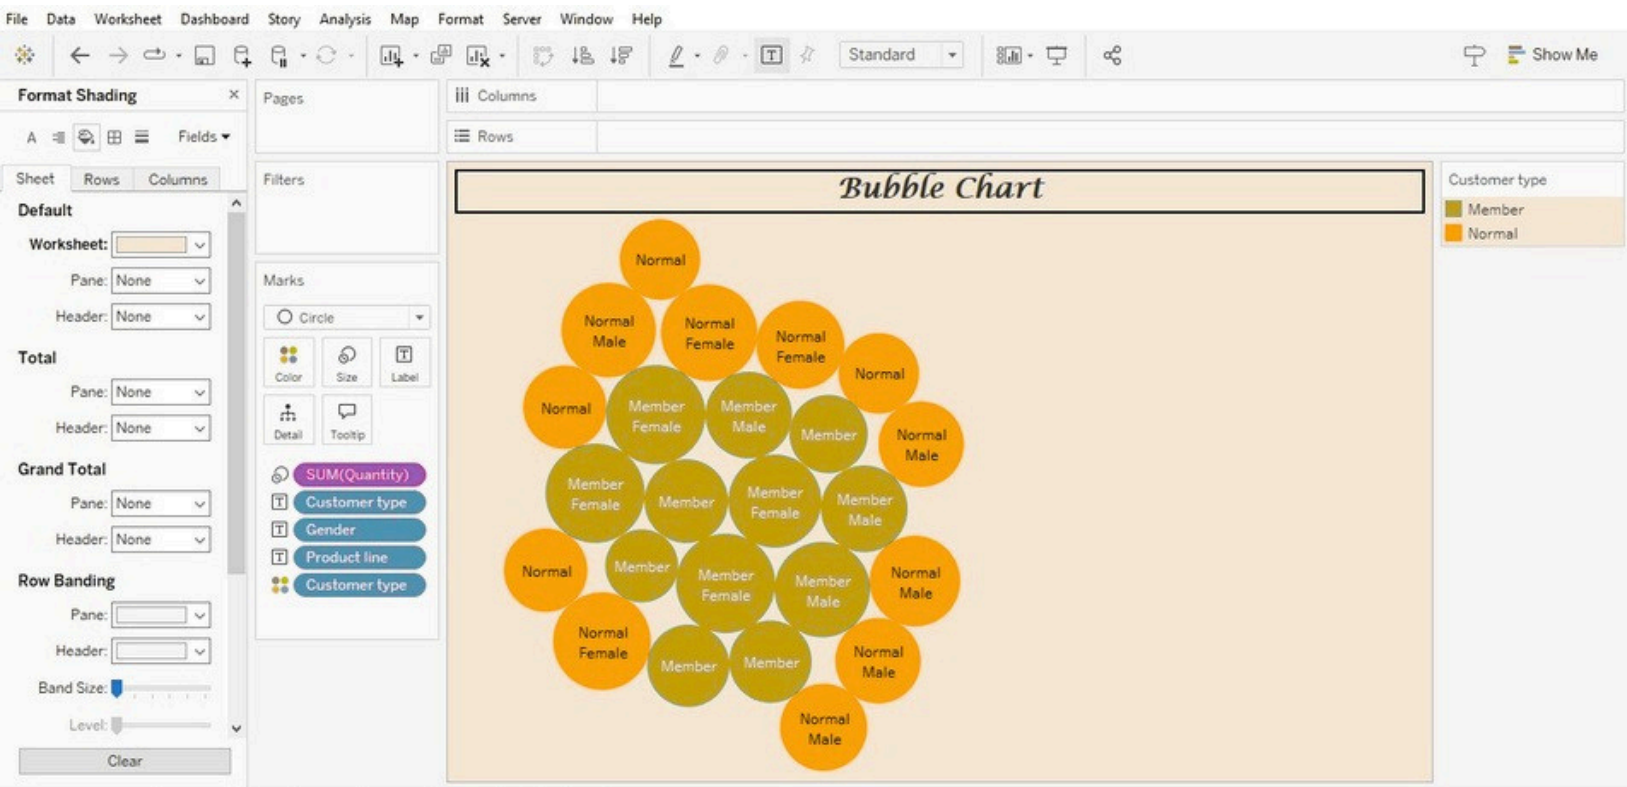 File Data Worksheet Dashboard Story Analysis Map Format Server Window Help
Standard
Show Me
Format Shading
Fields
Sheet Rows Columns
Default
Worksheet:
Pane: None
Header: None
Total
Pane: None
Header: None
Grand Total
Pane: None
Header: None
Row Banding
Pane:
Header:
Band Size:
Level:
Clear
Pages
Filters
Marks
Circle
Color Size Label
Detail Tooltip
SUM(Quantity)
Customer type
Gender
Product line
Customer type
Columns
Rows
Bubble Chart
Normal
Normal
Male
Normal
Female
Normal
Female
Normal
Normal
Member
Female
Member
Male
Member
Normal
Male
Member
Female
Member
Member
Female
Member
Male
Normal
Member
Member
Female
Member
Male
Normal
Male
Normal
Female
Member
Member
Normal
Male
Normal
Male
Customer type
Member
Normal